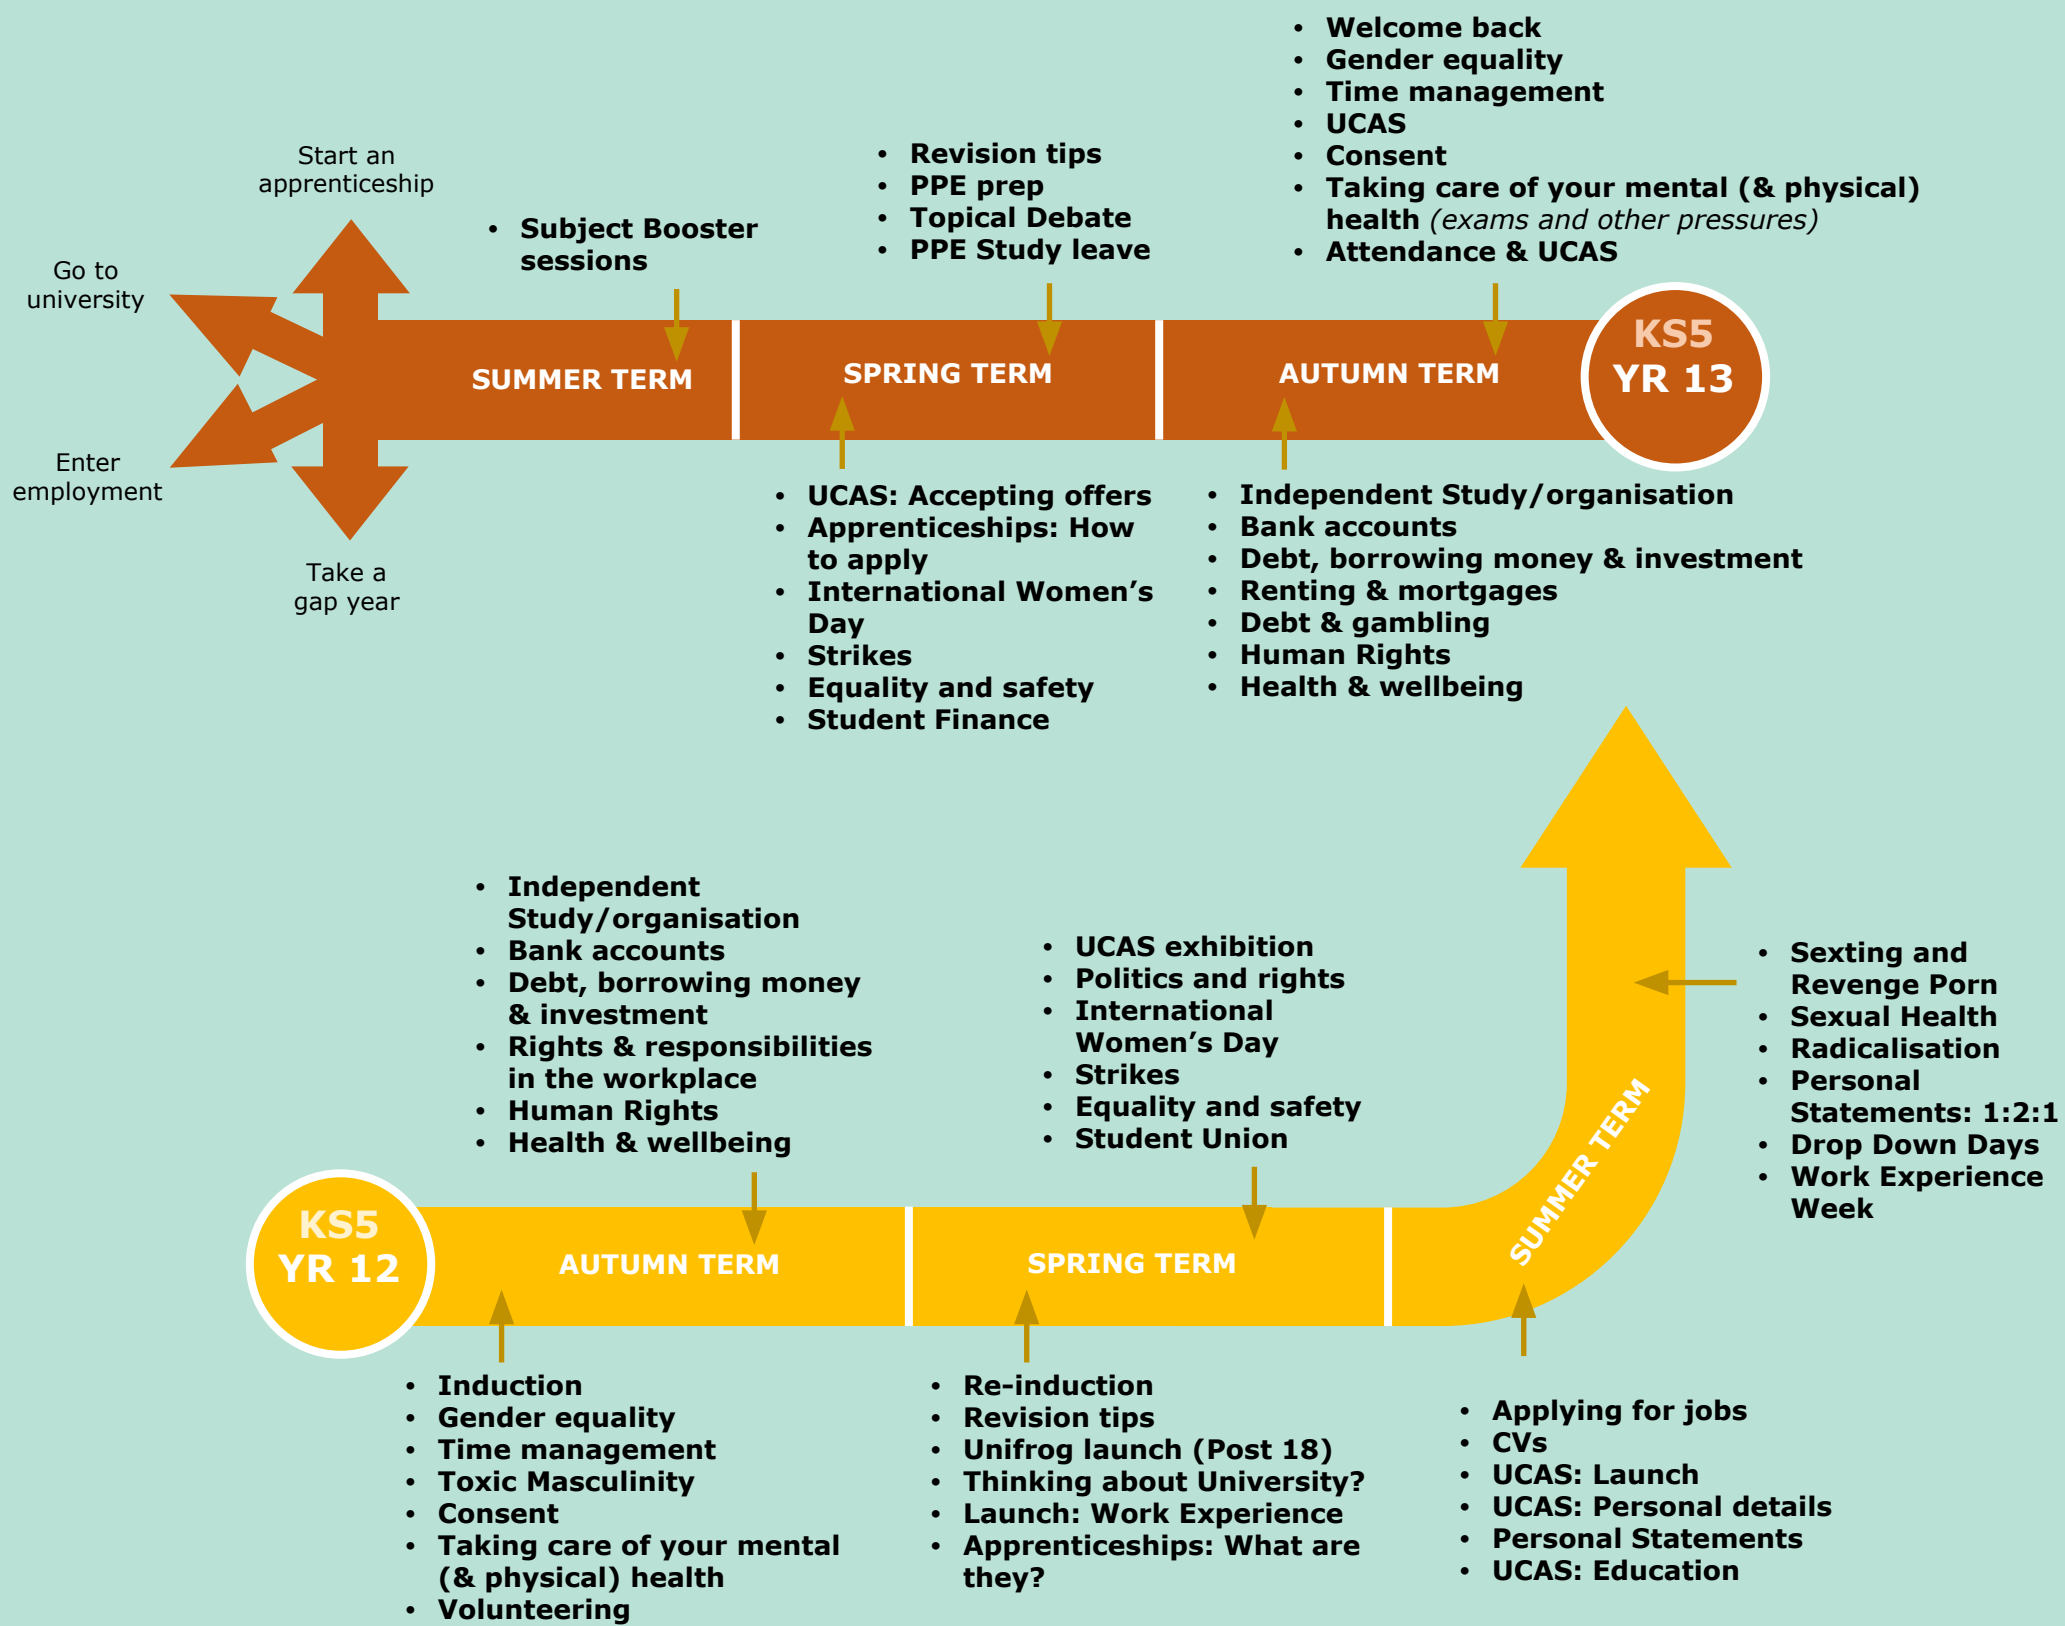 • Welcome back
• Gender equality
• Time management
• UCAS
• Consent
• Taking care of your mental (& physical)
health (exams and other pressures)
• Attendance & UCAS
• Revision tips
• PPE prep
• Topical Debate
• PPE Study leave
• Subject Booster
sessions
Start an
apprenticeship
Go to
university
Enter
employment
Take a
gap year
SUMMER TERM
SPRING TERM
AUTUMN TERM
KS5
YR 13
• UCAS: Accepting offers
• Apprenticeships: How
to apply
• International Women’s
Day
• Strikes
• Equality and safety
• Student Finance
• Independent Study/organisation
• Bank accounts
• Debt, borrowing money & investment
• Renting & mortgages
• Debt & gambling
• Human Rights
• Health & wellbeing
• Independent
Study/organisation
• Bank accounts
• Debt, borrowing money
& investment
• Rights & responsibilities
in the workplace
• Human Rights
• Health & wellbeing
• UCAS exhibition
• Politics and rights
• International
Women’s Day
• Strikes
• Equality and safety
• Student Union
• Sexting and
Revenge Porn
• Sexual Health
• Radicalisation
• Personal
Statements: 1:2:1
• Drop Down Days
• Work Experience
Week
KS5
YR 12
AUTUMN TERM
SPRING TERM
SUMMER TERM
• Induction
• Gender equality
• Time management
• Toxic Masculinity
• Consent
• Taking care of your mental
(& physical) health
• Volunteering
• Re-induction
• Revision tips
• Unifrog launch (Post 18)
• Thinking about University?
• Launch: Work Experience
• Apprenticeships: What are
they?
• Applying for jobs
• CVs
• UCAS: Launch
• UCAS: Personal details
• Personal Statements
• UCAS: Education